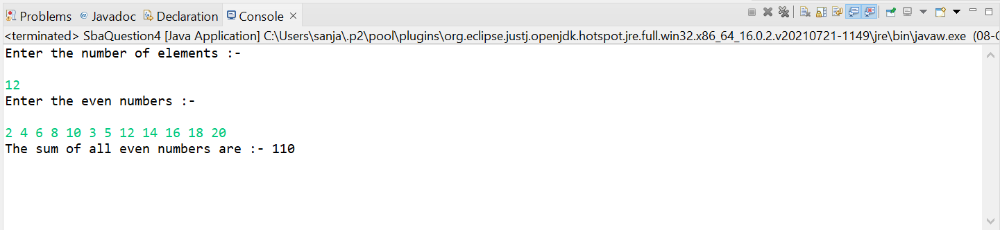 Problems @ Javadoc Declaration Console
<terminated> SbaQuestion4 [Java Application] C:\Users\sanja\.p2\pool\plugins\org.eclipse.justj.openjdk.hotspot.jre.full.win32.x86_64_16.0.2.v20210721-1149\jre\bin\javaw.exe (08-
Enter the number of elements :-
12
Enter the even numbers :-
2 4 6 8 10 3 5 12 14 16 18 20
The sum of all even numbers are :- 110